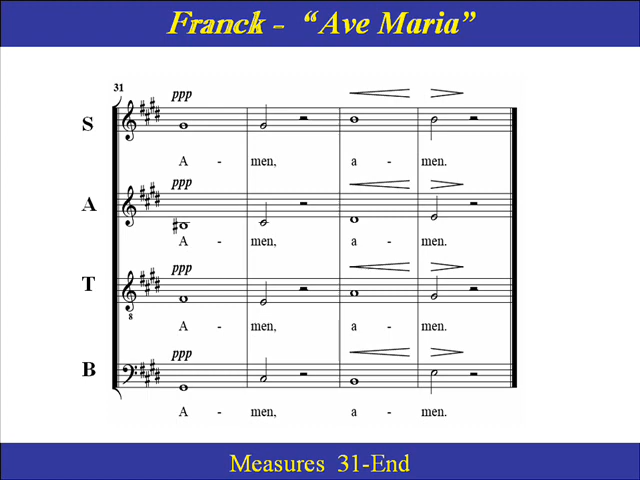 Franck - “Ave Maria”
31
ppp
S
A - men, a - men.
ppp
A
A - men, a - men.
ppp
T
8
A - men, a - men.
ppp
B
A - men, a - men.
Measures 31-End